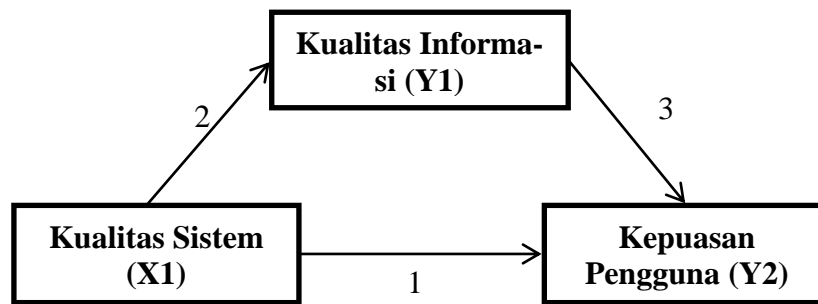 Kualitas Informa-
si (Y1)
2
3
Kualitas Sistem
(X1)
1
Kepuasan
Pengguna (Y2)